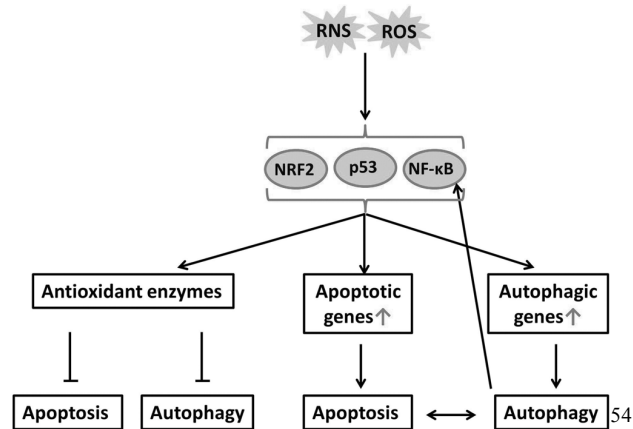 RNS ROS
NRF2 p53 NF-κB
Antioxidant enzymes
Apoptotic
genes↑
Autophagic
genes↑
Apoptosis Autophagy Apoptosis Autophagy 54